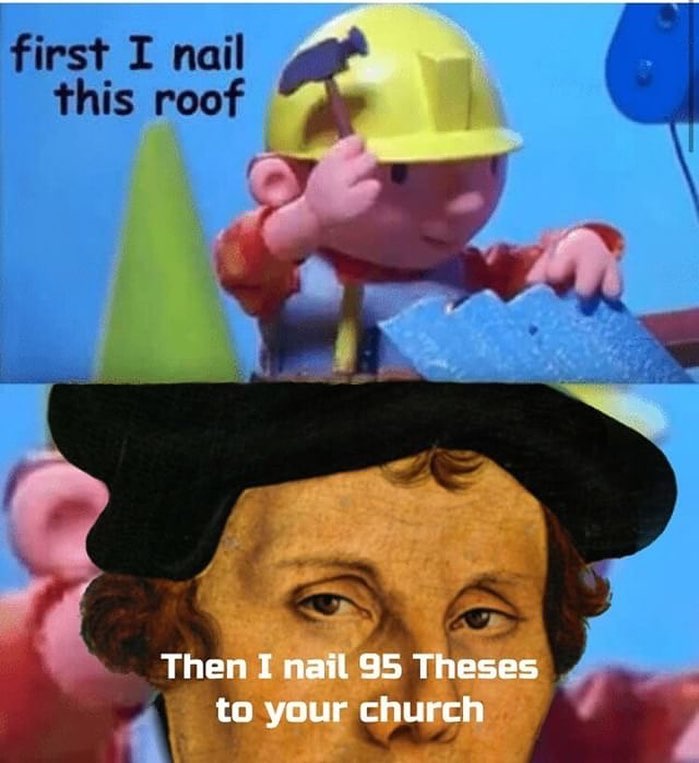 first I nail
this roof
Then I nail 95 Theses
to your church